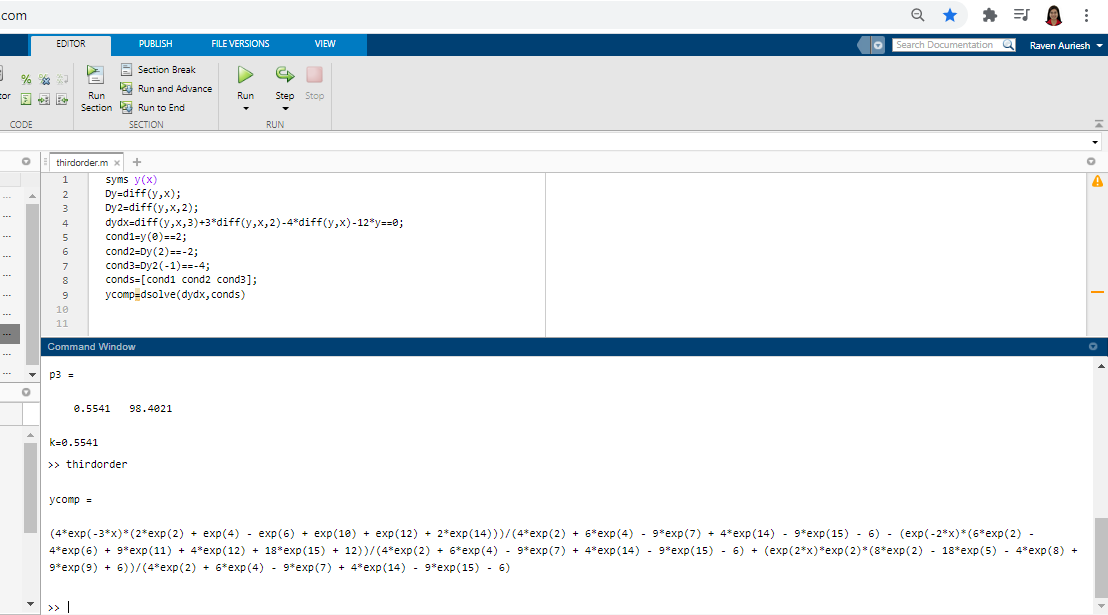 com
EDITOR PUBLISH FILE VERSIONS VIEW
Search Documentation Raven Auriesh
Section Break
Run and Advance
Run to End
Run Section
Run Step Stop
tor
CODE SECTION RUN
thirdorder.m
1 syms y(x)
2 Dy=diff(y,x);
3 Dy2=diff(y,x,2);
4 dydx=diff(y,x,3)+3*diff(y,x,2)-4*diff(y,x)-12*y==0;
5 cond1=y(0)==2;
6 cond2=Dy(2)==-2;
7 cond3=Dy2(-1)==-4;
8 conds=[cond1 cond2 cond3];
9 ycomp=dsolve(dydx,conds)
10
11
Command Window
p3 =
0.5541 98.4021
k=0.5541
>> thirdorder
ycomp =
(4*exp(-3*x)*(2*exp(2) + exp(4) - exp(6) + exp(10) + exp(12) + 2*exp(14)))/(4*exp(2) + 6*exp(4) - 9*exp(7) + 4*exp(14) - 9*exp(15) - 6) - (exp(-2*x)*(6*exp(2) -
4*exp(6) + 9*exp(11) + 4*exp(12) + 18*exp(15) + 12))/(4*exp(2) + 6*exp(4) - 9*exp(7) + 4*exp(14) - 9*exp(15) - 6) + (exp(2*x)*exp(2)*(8*exp(2) - 18*exp(5) - 4*exp(8) +
9*exp(9) + 6))/(4*exp(2) + 6*exp(4) - 9*exp(7) + 4*exp(14) - 9*exp(15) - 6)
>>